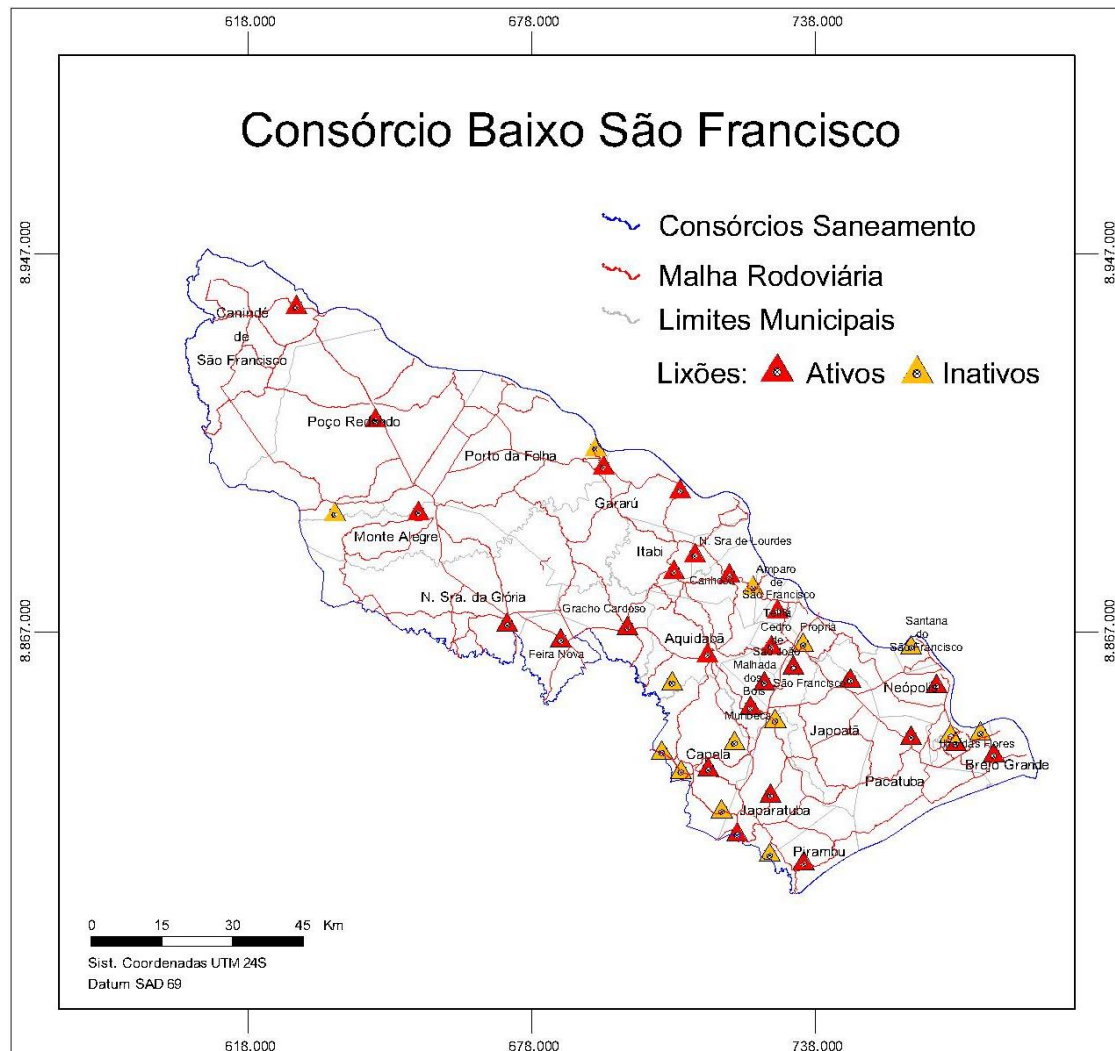 618.000 678.000 738.000
Consórcio Baixo São Francisco
8.947.000 8.947.000
Consórcios Saneamento
Malha Rodoviária
Limites Municipais
Lixões: Ativos Inativos
Canindé
de
São Francisco
Poço Redondo
Porto da Folha
Gararú
Monte Alegre
N. Sra de Lourdes
Itabi
Amparo de
São Francisco
Canhoba
N. Sra. da Glória
Gracho Cardoso
Telha
8.867.000 8.867.000
Cedro de
São João
Propriá
Santana do
São Francisco
Aquidabã
Feira Nova
Malhada
dos
Bois
São Francisco
Neópolis
Muribeca
Japoatã
Ilha das Flores
Capela
Brejo Grande
Pacatuba
Japaratuba
Pirambu
0 15 30 45 Km
Sist. Coordenadas UTM 24S
Datum SAD 69
618.000 678.000 738.000